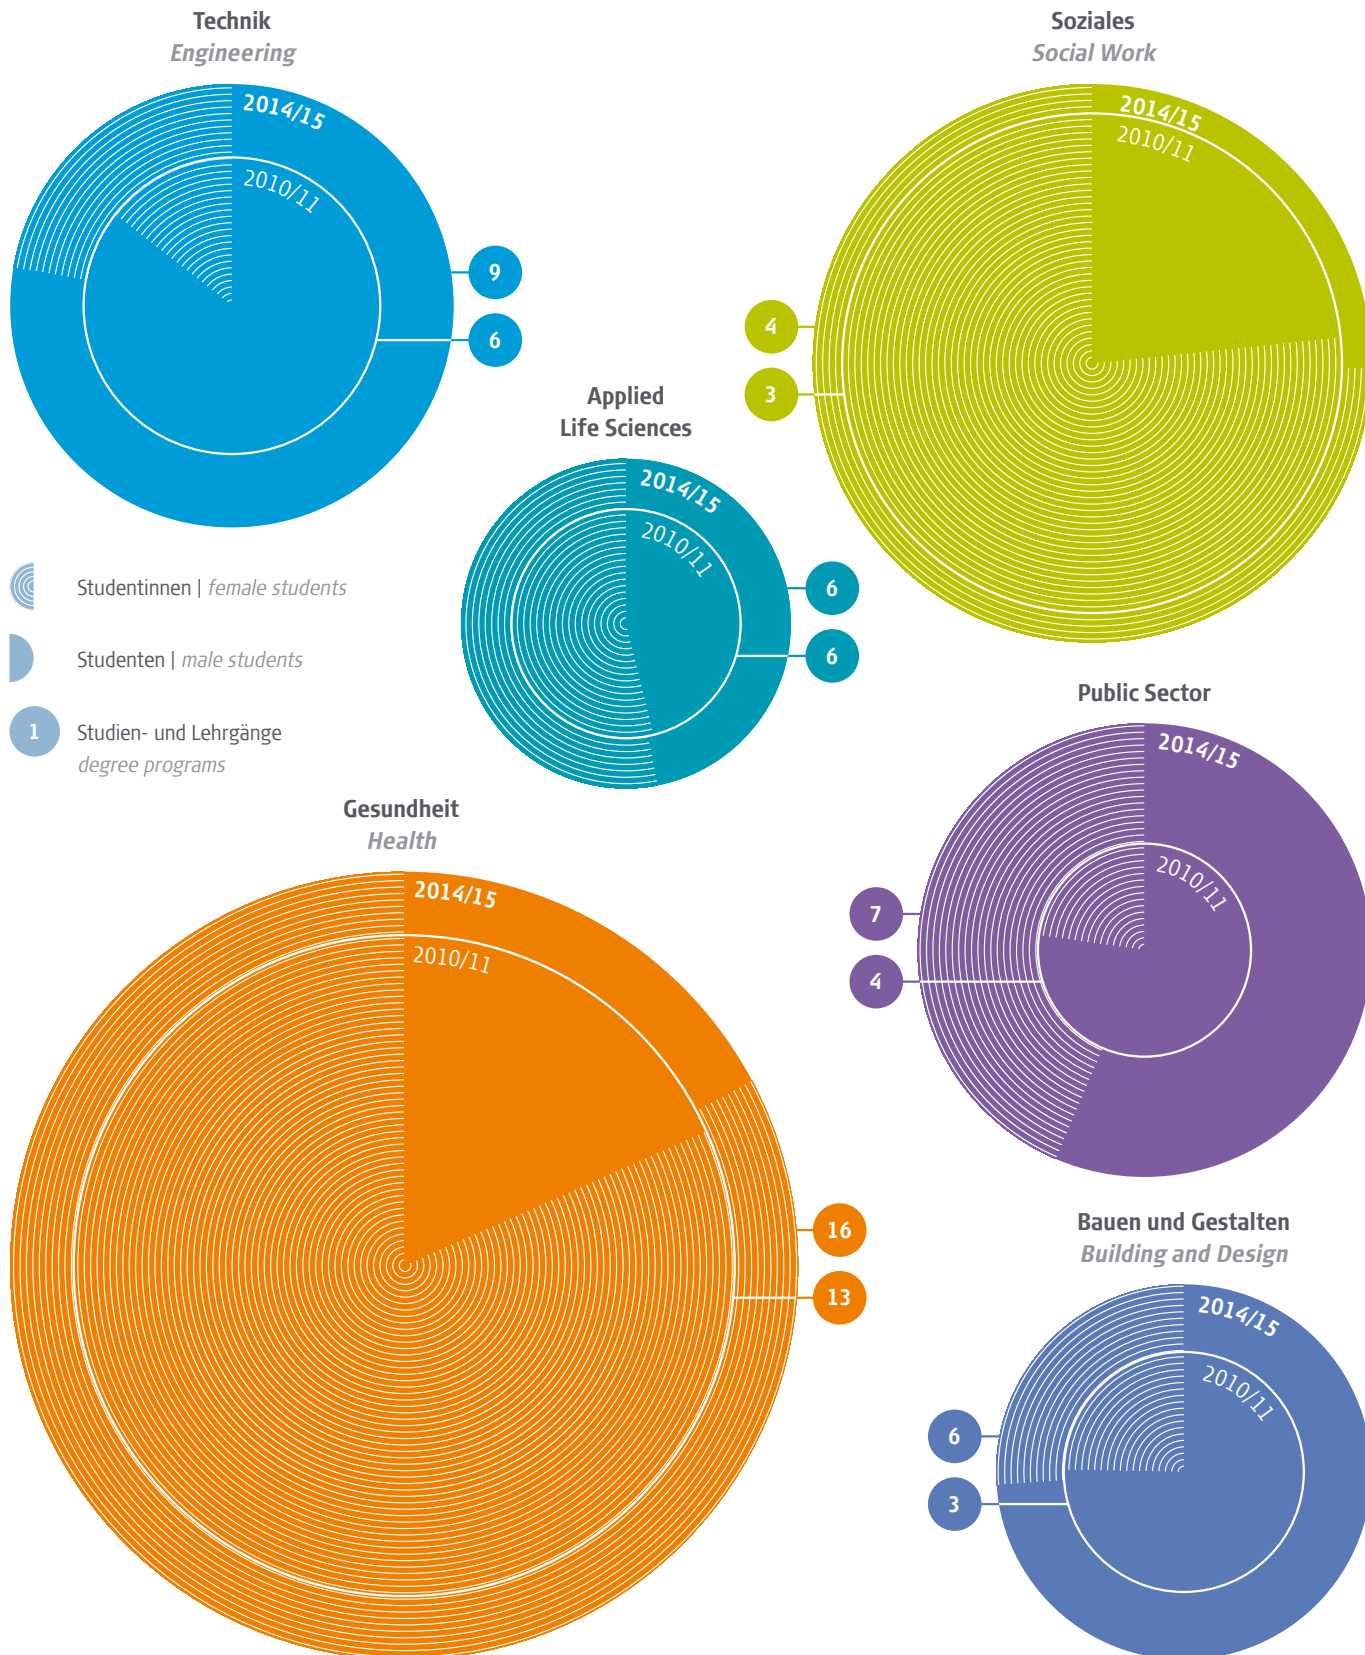 Technik
Engineering
2014/15
2010/11
9
6
Soziales
Social Work
2014/15
2010/11
4
3
Applied
Life Sciences
2014/15
2010/11
6
6
Studentinnen | female students
Studenten | male students
1 Studien- und Lehrgänge
degree programs
Public Sector
2014/15
2010/11
7
4
Gesundheit
Health
2014/15
2010/11
16
13
Bauen und Gestalten
Building and Design
2014/15
2010/11
6
3